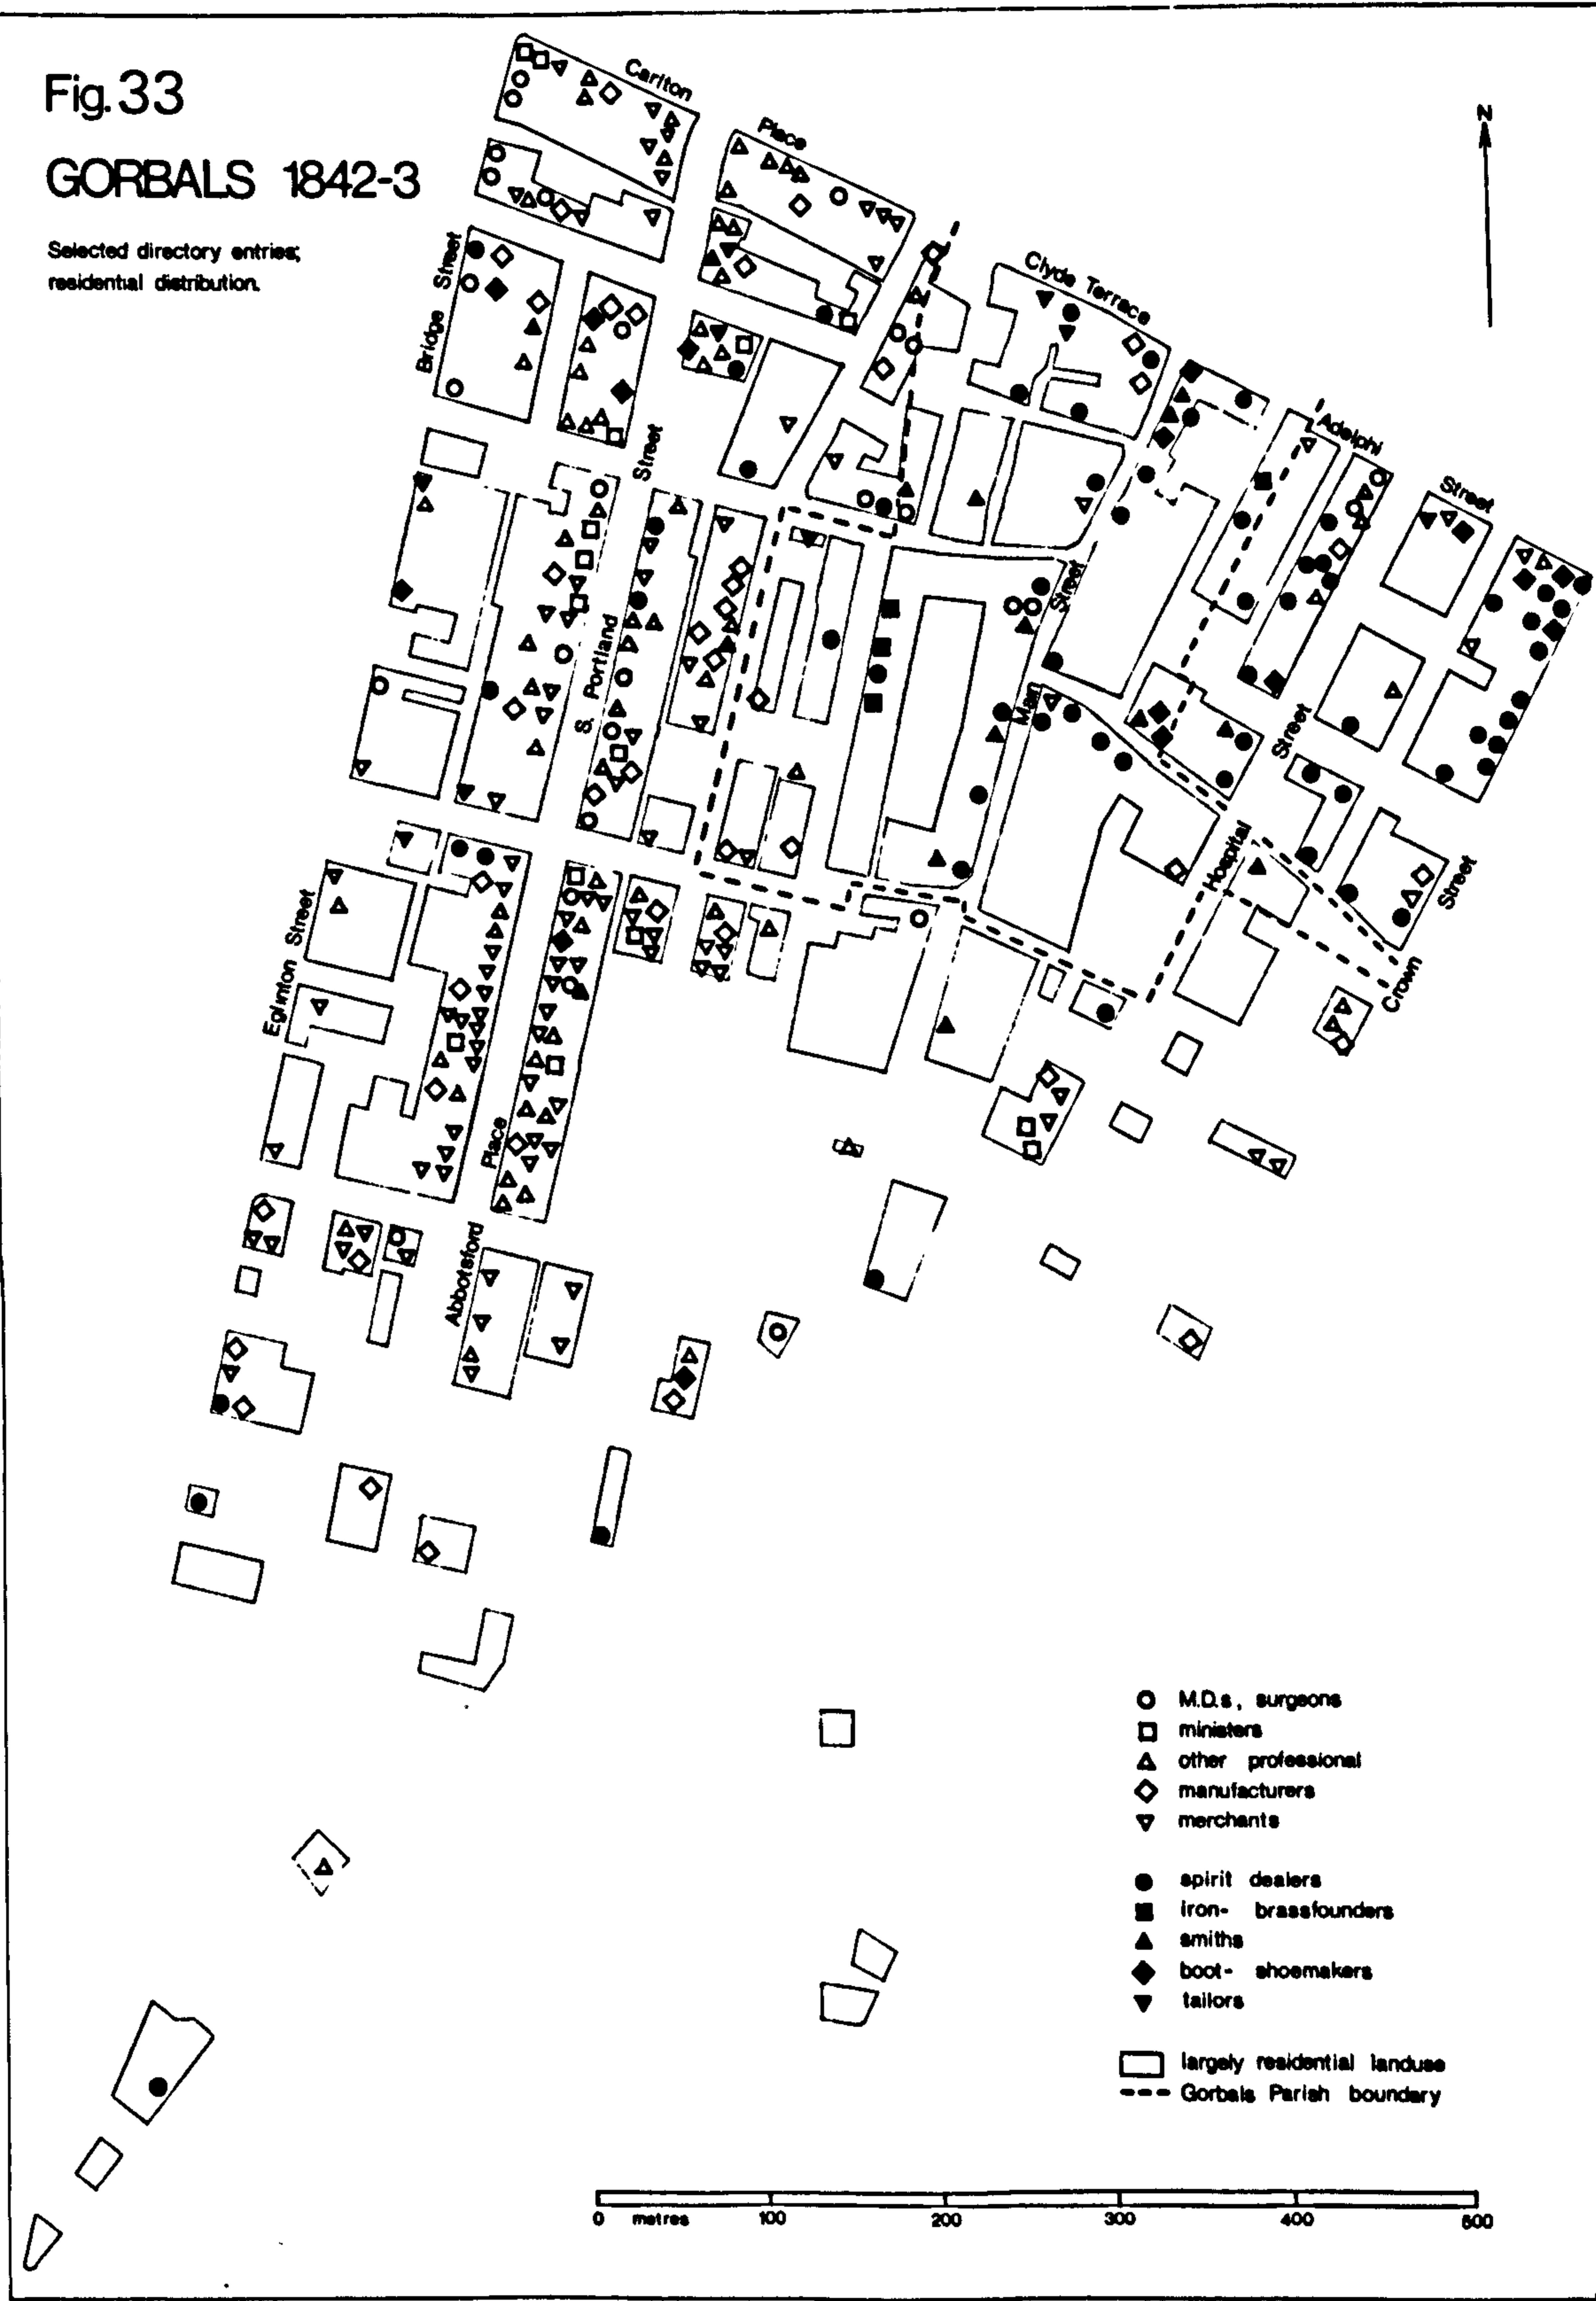 Fig.33
GORBALS 1842-3
Selected directory entries;
residential distribution.
N
Carlton
Place
Clyde Terrace
Adelphi
Street
Bridge Street
Street
S. Portland
Main
Street
Street
Hospital
Street
Crown
Eglinton Street
Place
Abbotsford
M.D.s, surgeons
ministers
other professional
manufacturers
merchants
spirit dealers
iron- brassfounders
smiths
boot- shoemakers
tailors
largely residential landuse
Gorbals Parish boundary
0 metres 100 200 300 400 500